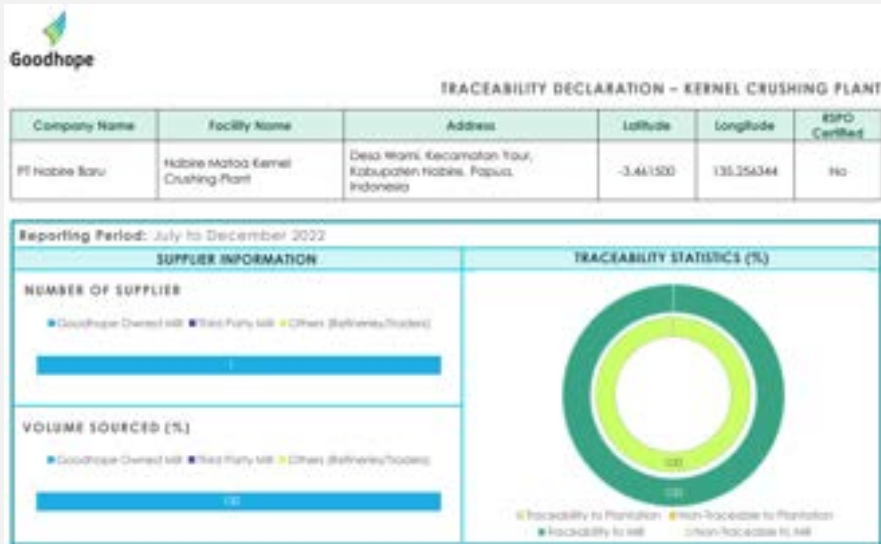 Goodhope
TRACEABILITY DECLARATION – KERNEL CRUSHING PLANT
Company Name Facility Name Address Latitude Longitude RSPO Certified
PT Nabire Baru Nabire Matoa Kernel Crushing Plant Desa Wami, Kecamatan Yaur, Kabupaten Nabire, Papua, Indonesia -3.461500 135.256344 No
Reporting Period: July to December 2022
SUPPLIER INFORMATION
TRACEABILITY STATISTICS (%)
NUMBER OF SUPPLIER
Goodhope Owned Mill Third Party Mill Others (Refineries/Traders)
1
VOLUME SOURCED (%)
Goodhope Owned Mill Third Party Mill Others (Refineries/Traders)
100
100
100
Traceability to Plantation Non-Traceable to Plantation
Traceability to Mill Non-Traceable to Mill